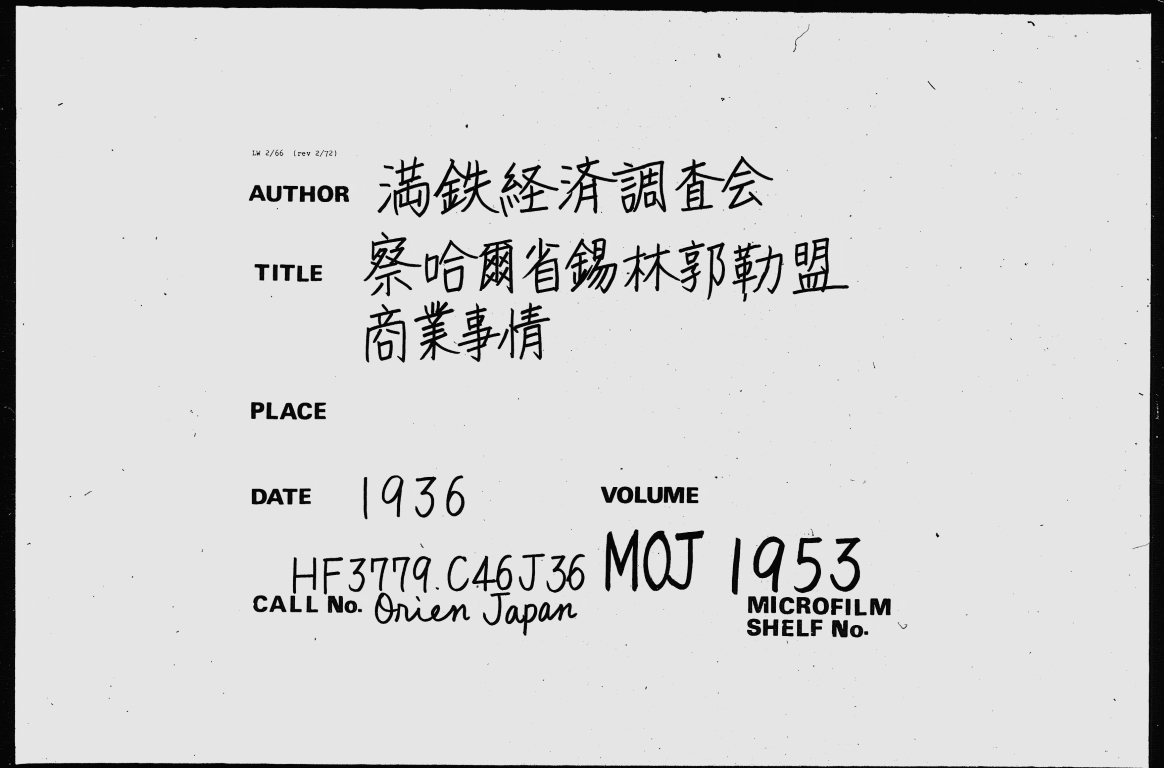 LW 2/66 (rev 2/72)
AUTHOR 満鉄経済調査会
TITLE 察哈爾省錫林郭勒盟
商業事情
PLACE
DATE 1936 VOLUME
HF3779.C46J36 MOJ 1953
CALL No. Orien Japan MICROFILM
SHELF No.